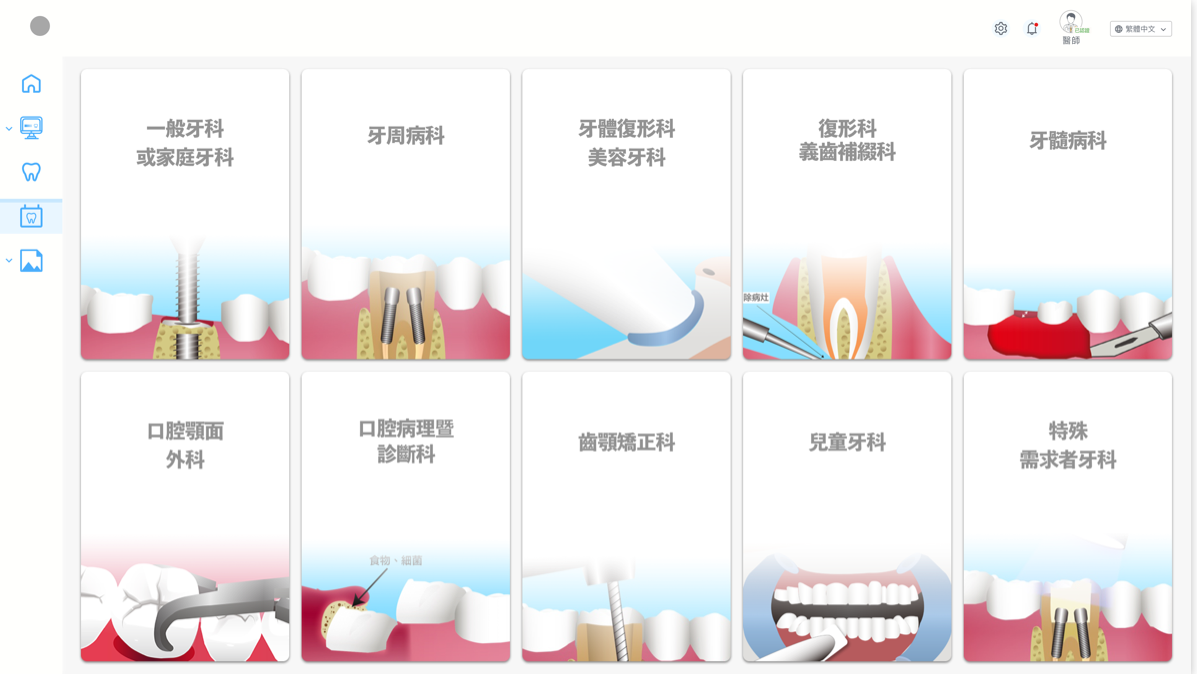 已認證
醫師
繁體中文
一般牙科
或家庭牙科
牙周病科
牙體復形科
美容牙科
復形科
義齒補綴科
牙髓病科
除病灶
口腔顎面
外科
口腔病理暨
診斷科
齒顎矯正科
兒童牙科
特殊
需求者牙科
食物、細菌